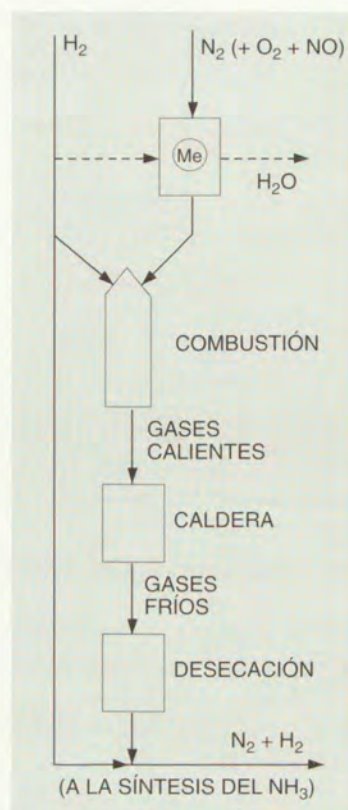 H₂
N₂ (+ O₂ + NO)
Me
H₂O
COMBUSTIÓN
GASES
CALIENTES
CALDERA
GASES
FRÍOS
DESECACIÓN
N₂ + H₂
(A LA SÍNTESIS DEL NH₃)